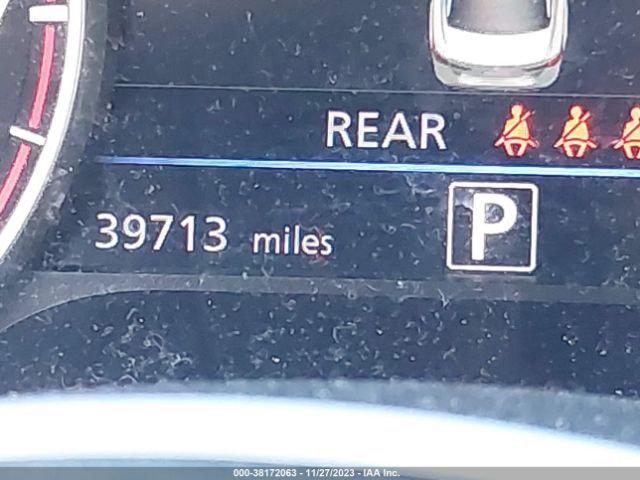 REAR
39713 miles
P
000-38172063 - 11/27/2023 - IAA Inc.